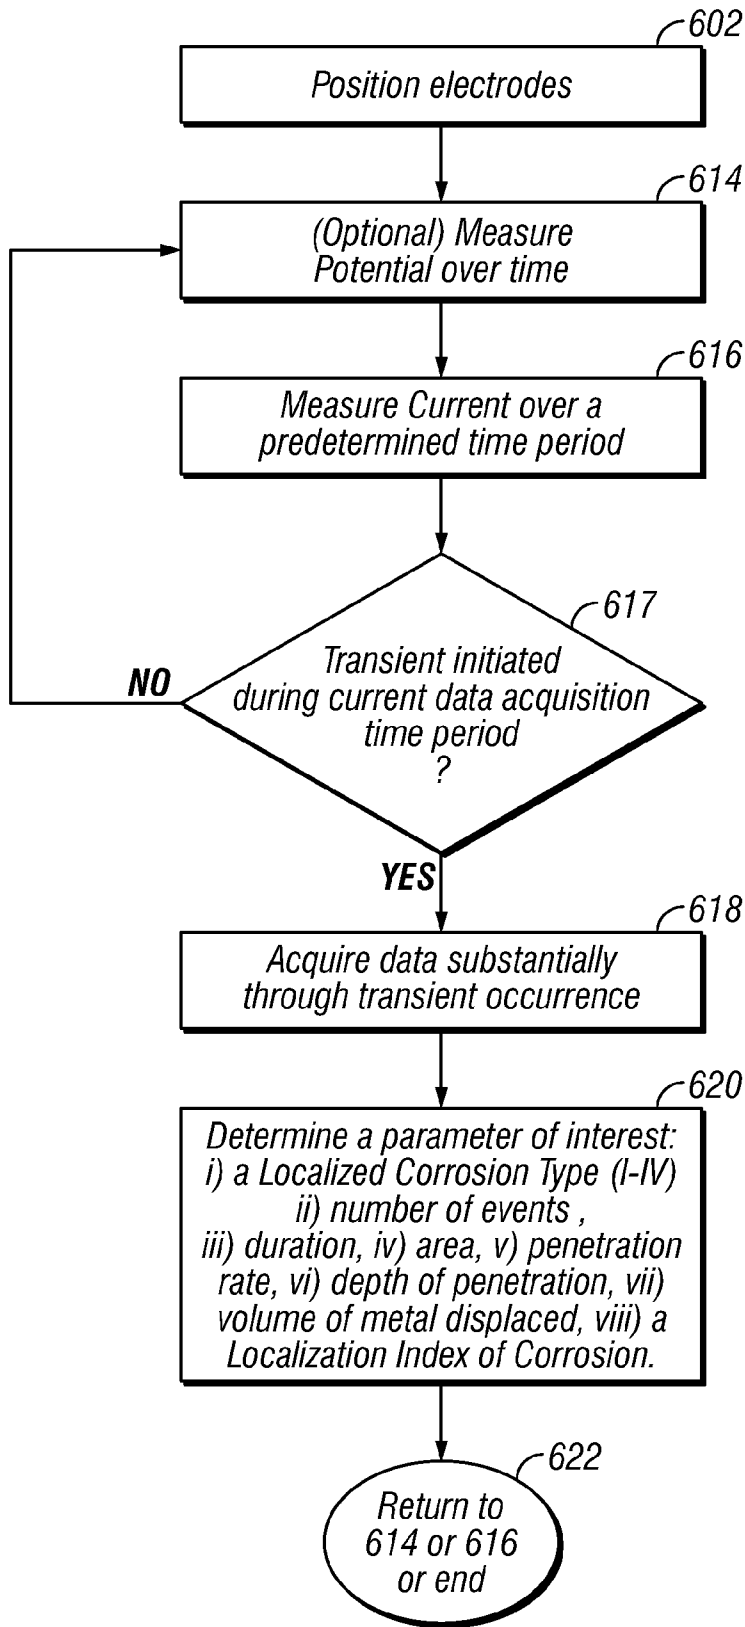 602
Position electrodes
614
(Optional) Measure
Potential over time
616
Measure Current over a
predetermined time period
617
Transient initiated
during current data acquisition
time period
?
NO
YES
618
Acquire data substantially
through transient occurrence
620
Determine a parameter of interest:
i) a Localized Corrosion Type (I-IV)
ii) number of events ,
iii) duration, iv) area, v) penetration
rate, vi) depth of penetration, vii)
volume of metal displaced, viii) a
Localization Index of Corrosion.
622
Return to
614 or 616
or end